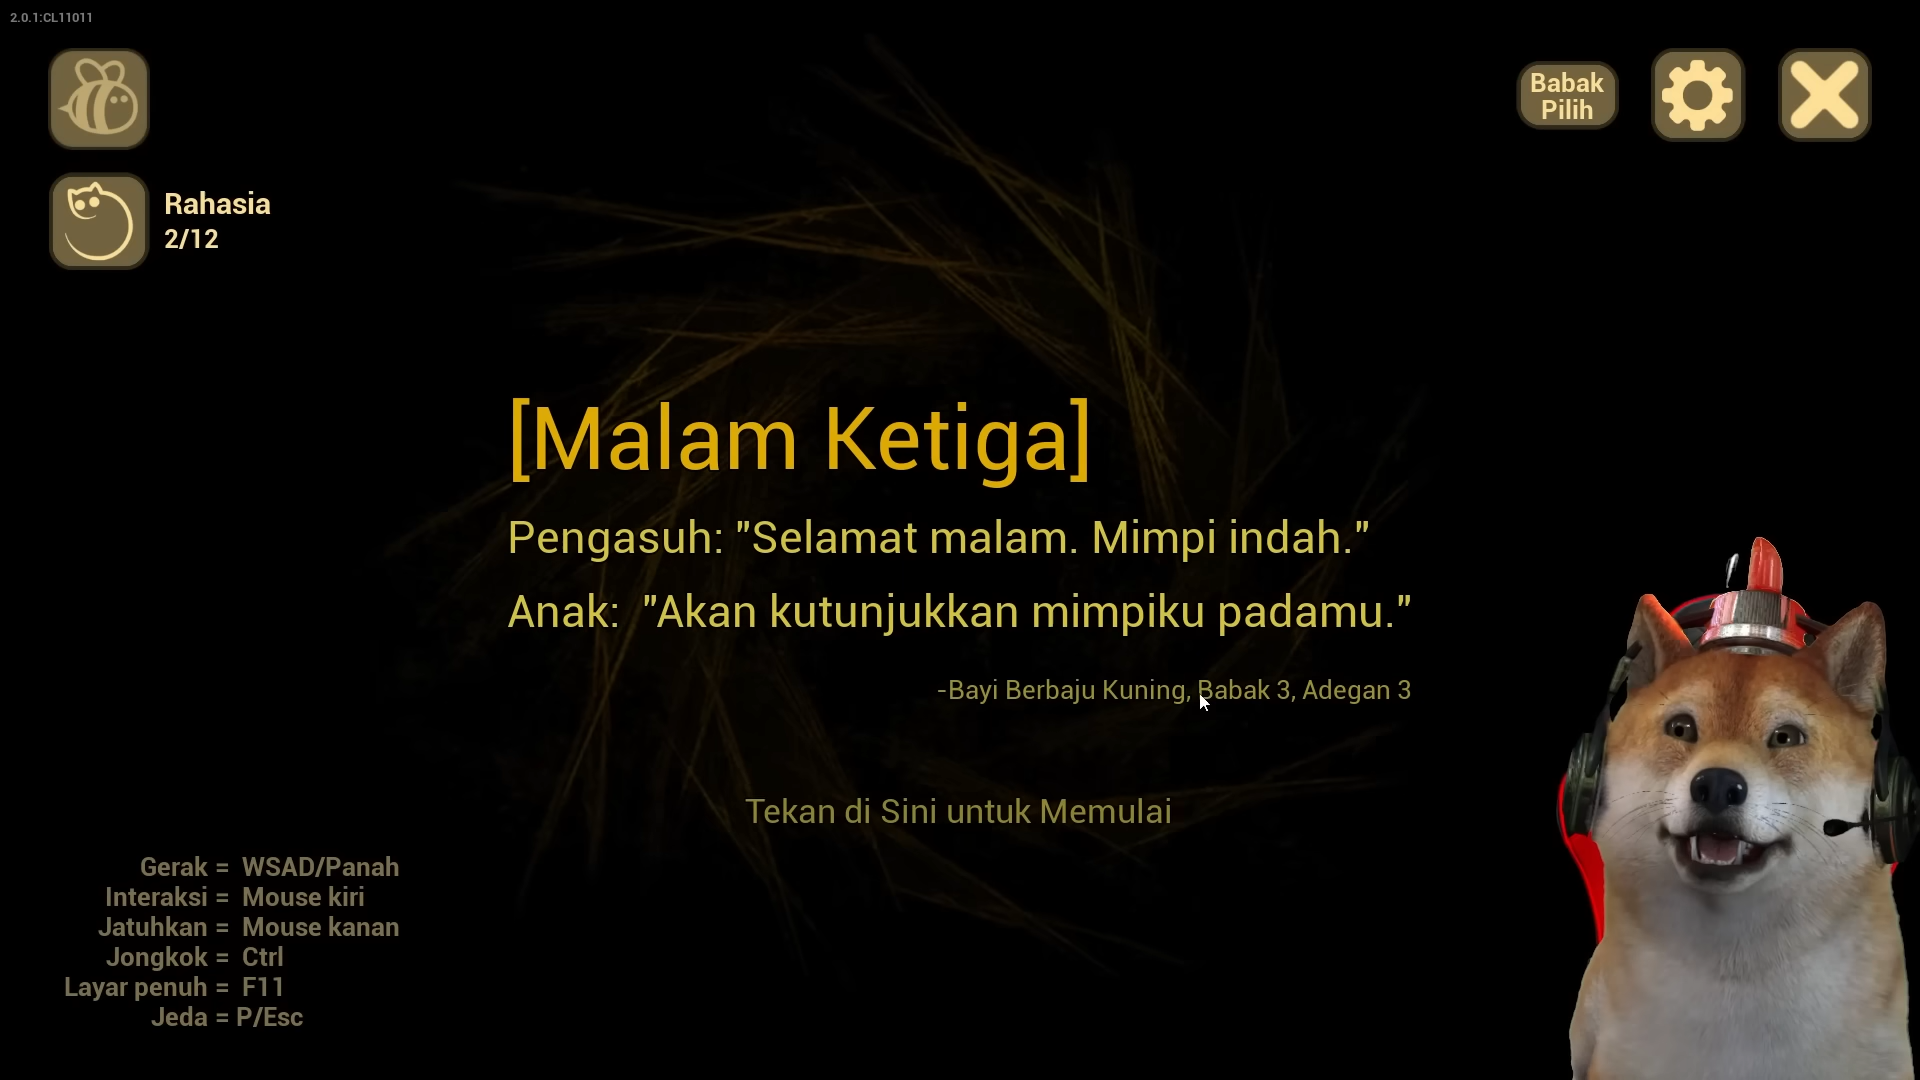 2.0.1:CL11011
Babak
Pilih
Rahasia
2/12
[Malam Ketiga]
Pengasuh: "Selamat malam. Mimpi indah."
Anak:  "Akan kutunjukkan mimpiku padamu."
-Bayi Berbaju Kuning, Babak 3, Adegan 3
Tekan di Sini untuk Memulai
Gerak = WSAD/Panah
Interaksi = Mouse kiri
Jatuhkan = Mouse kanan
Jongkok = Ctrl
Layar penuh = F11
Jeda = P/Esc